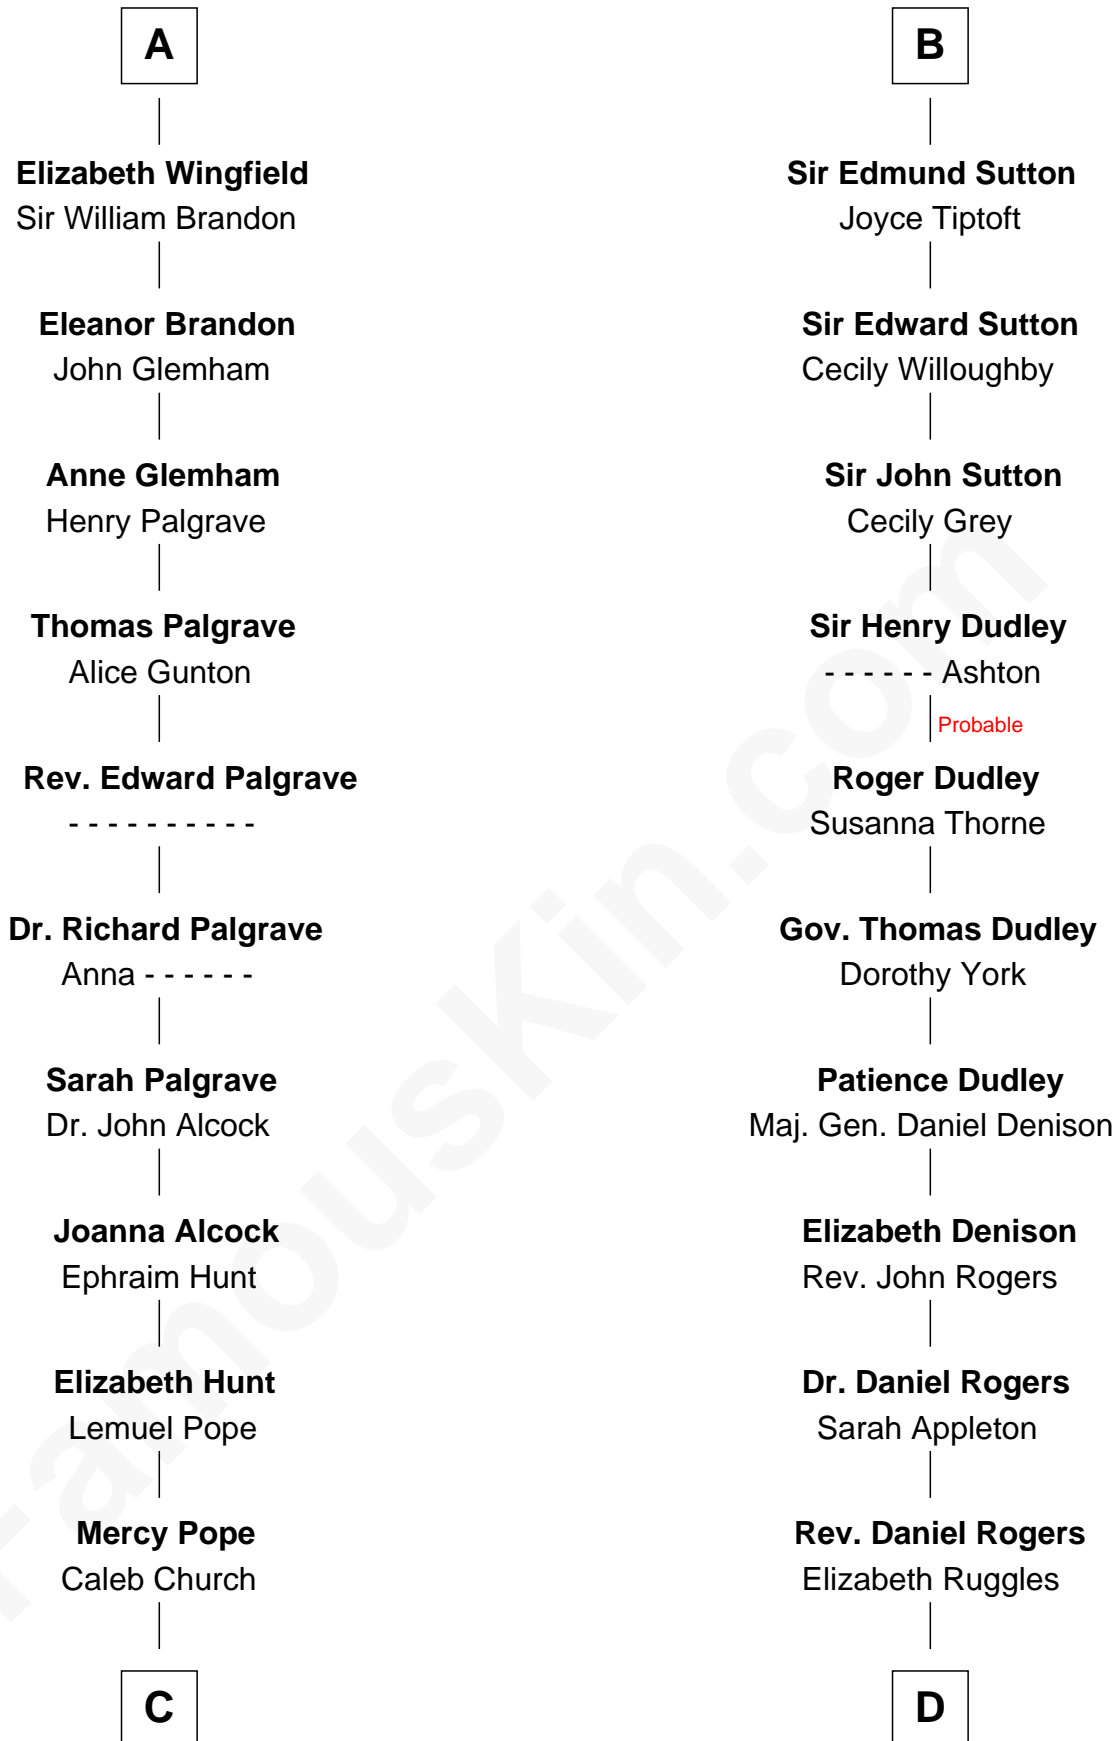 A
Elizabeth Wingfield
Sir William Brandon
Eleanor Brandon
John Glemham
Anne Glemham
Henry Palgrave
Thomas Palgrave
Alice Gunton
Rev. Edward Palgrave
- - - - - - - - - -
Dr. Richard Palgrave
Anna - - - - - -
Sarah Palgrave
Dr. John Alcock
Joanna Alcock
Ephraim Hunt
Elizabeth Hunt
Lemuel Pope
Mercy Pope
Caleb Church
C
B
Sir Edmund Sutton
Joyce Tiptoft
Sir Edward Sutton
Cecily Willoughby
Sir John Sutton
Cecily Grey
Sir Henry Dudley
- - - - - - Ashton
Probable
Roger Dudley
Susanna Thorne
Gov. Thomas Dudley
Dorothy York
Patience Dudley
Maj. Gen. Daniel Denison
Elizabeth Denison
Rev. John Rogers
Dr. Daniel Rogers
Sarah Appleton
Rev. Daniel Rogers
Elizabeth Ruggles
D
FamousKin.com